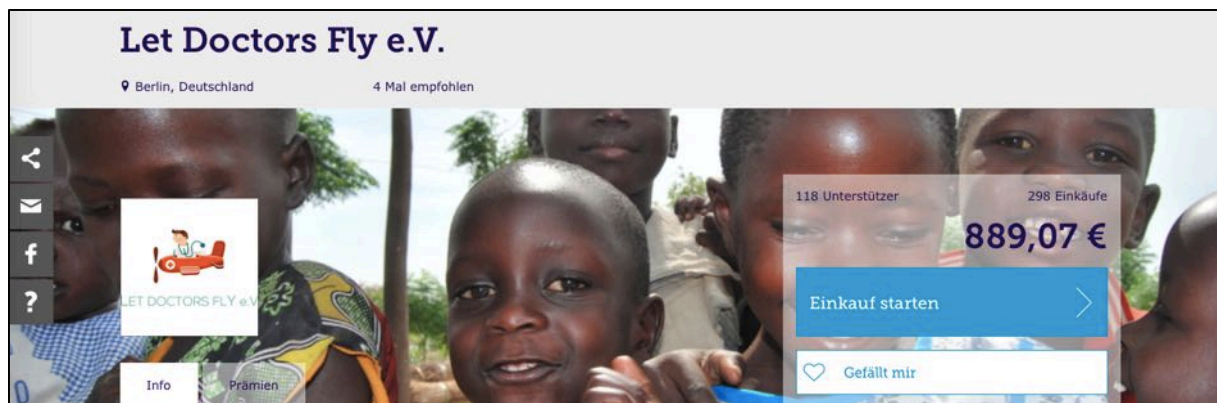 Let Doctors Fly e.V.
Berlin, Deutschland
4 Mal empfohlen
118 Unterstützer
298 Einkäufe
889,07 €
Einkauf starten
Gefällt mir
LET DOCTORS FLY e.V
Info
Prämien